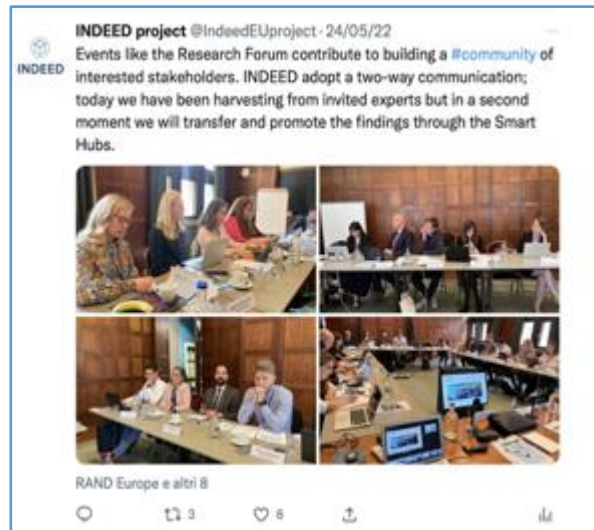 INDEED project @IndeedEUproject · 24/05/22
INDEED
Events like the Research Forum contribute to building a #community of
interested stakeholders. INDEED adopt a two-way communication;
today we have been harvesting from invited experts but in a second
moment we will transfer and promote the findings through the Smart
Hubs.
RAND Europe e altri 8
3
6